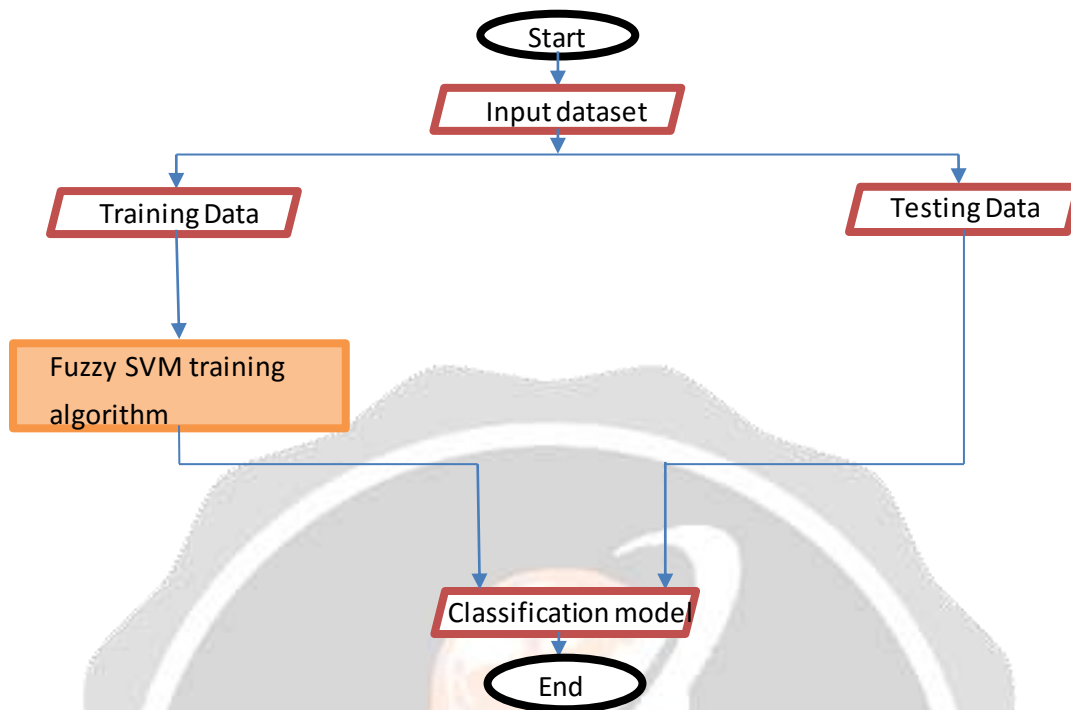 Start
Input dataset
Training Data
Testing Data
Fuzzy SVM training
algorithm
Classification model
End